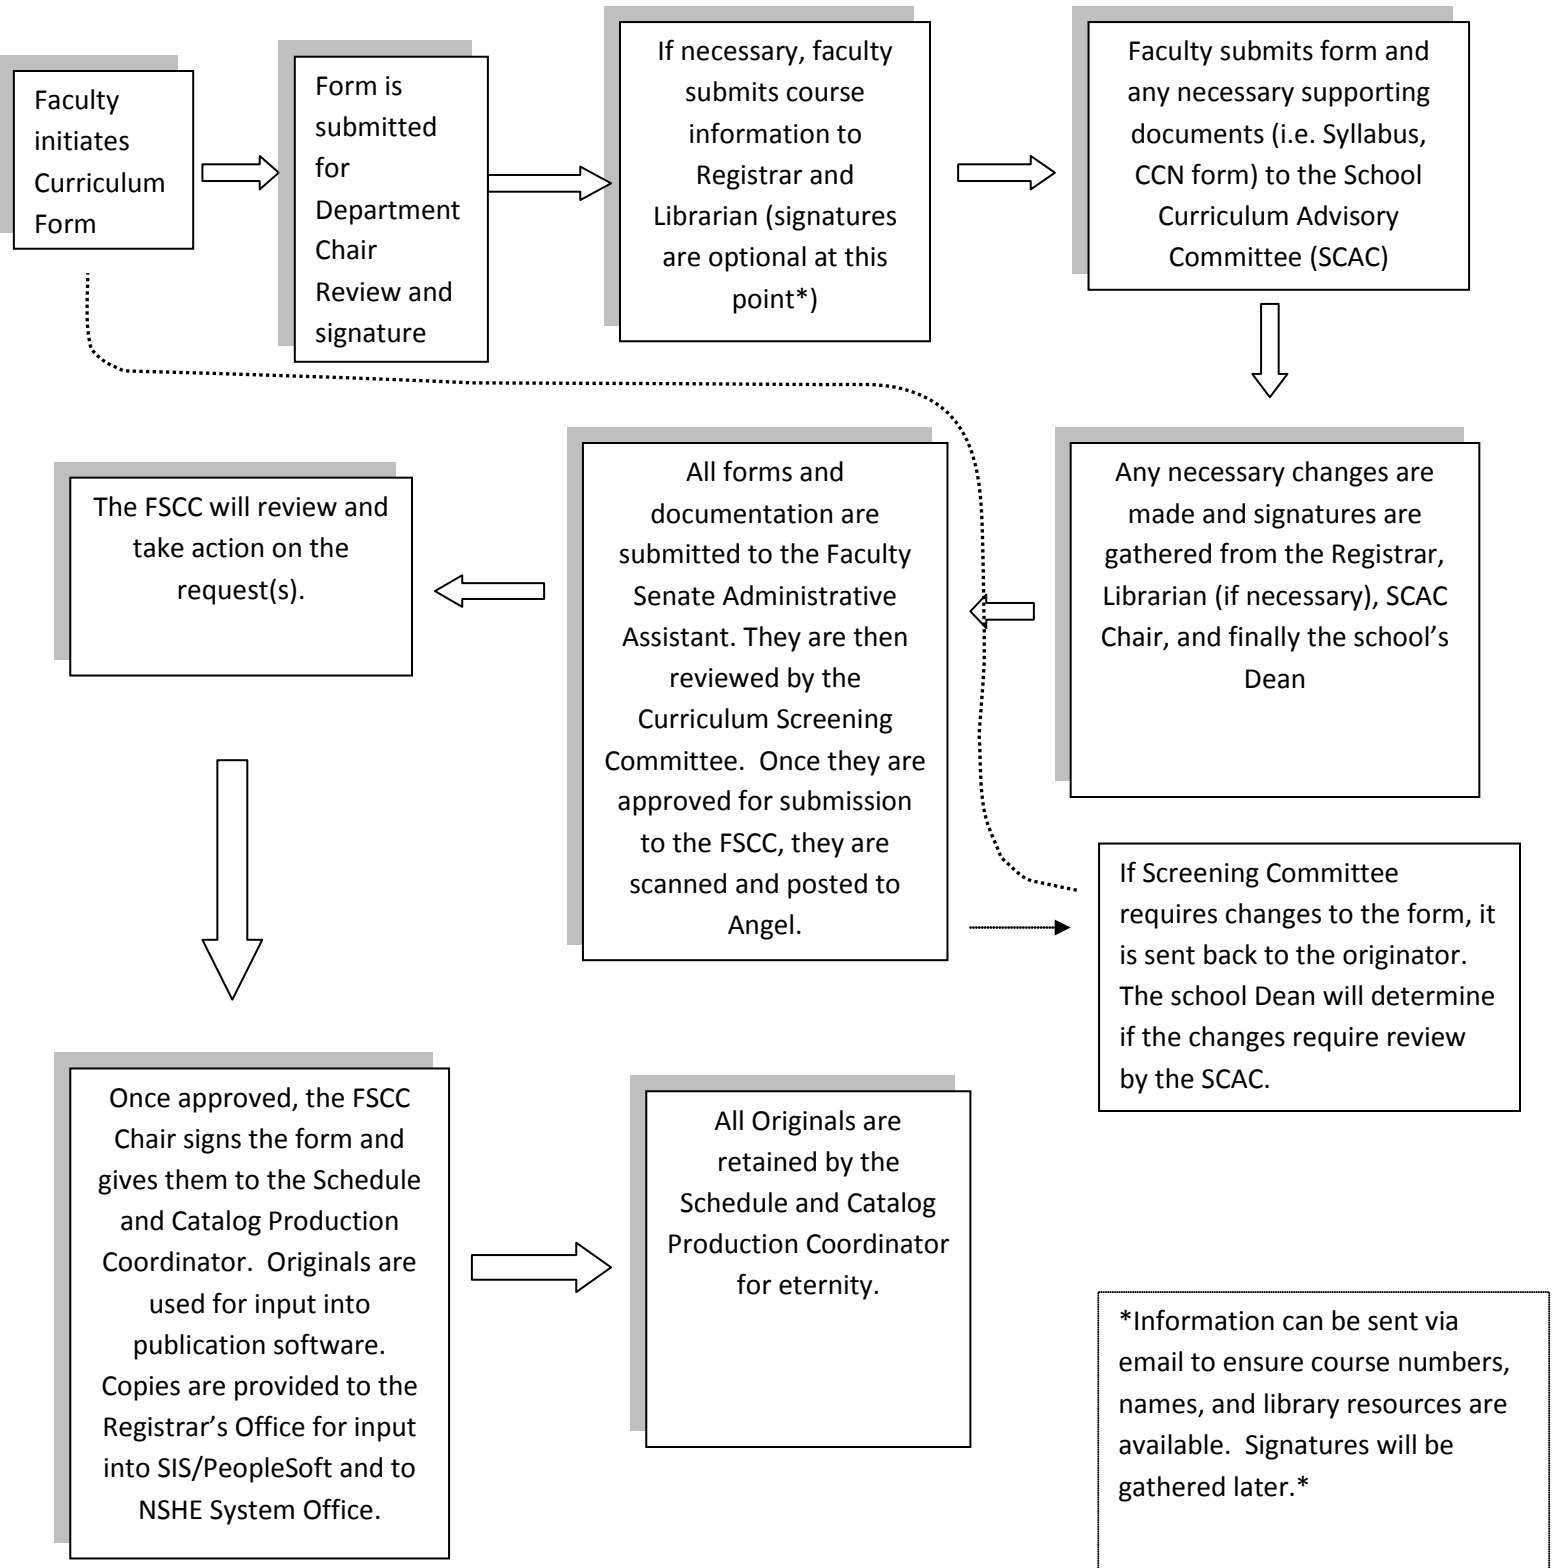 Faculty
initiates
Curriculum
Form
Form is
submitted
for
Department
Chair
Review and
signature
If necessary, faculty
submits course
information to
Registrar and
Librarian (signatures
are optional at this
point*)
Faculty submits form and
any necessary supporting
documents (i.e. Syllabus,
CCN form) to the School
Curriculum Advisory
Committee (SCAC)
Any necessary changes are
made and signatures are
gathered from the Registrar,
Librarian (if necessary), SCAC
Chair, and finally the school’s
Dean
All forms and
documentation are
submitted to the Faculty
Senate Administrative
Assistant. They are then
reviewed by the
Curriculum Screening
Committee.  Once they are
approved for submission
to the FSCC, they are
scanned and posted to
Angel.
If Screening Committee
requires changes to the form, it
is sent back to the originator.
The school Dean will determine
if the changes require review
by the SCAC.
The FSCC will review and
take action on the
request(s).
Once approved, the FSCC
Chair signs the form and
gives them to the Schedule
and Catalog Production
Coordinator.  Originals are
used for input into
publication software.
Copies are provided to the
Registrar’s Office for input
into SIS/PeopleSoft and to
NSHE System Office.
All Originals are
retained by the
Schedule and Catalog
Production Coordinator
for eternity.
*Information can be sent via
email to ensure course numbers,
names, and library resources are
available.  Signatures will be
gathered later.*